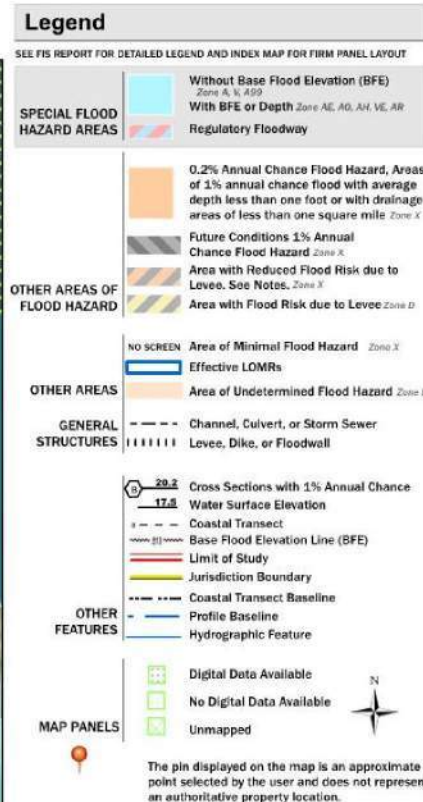 Legend
SEE FIS REPORT FOR DETAILED LEGEND AND INDEX MAP FOR FIRM PANEL LAYOUT
SPECIAL FLOOD
HAZARD AREAS
Without Base Flood Elevation (BFE)
Zone A, V, A99
With BFE or Depth Zone AE, AO, AH, VE, AR
Regulatory Floodway
OTHER AREAS OF
FLOOD HAZARD
0.2% Annual Chance Flood Hazard, Areas
of 1% annual chance flood with average
depth less than one foot or with drainage
areas of less than one square mile Zone X
Future Conditions 1% Annual
Chance Flood Hazard Zone X
Area with Reduced Flood Risk due to
Levee. See Notes. Zone X
Area with Flood Risk due to Levee Zone D
OTHER AREAS
NO SCREEN Area of Minimal Flood Hazard Zone X
Effective LOMRs
Area of Undetermined Flood Hazard Zone
GENERAL
STRUCTURES
Channel, Culvert, or Storm Sewer
Levee, Dike, or Floodwall
OTHER
FEATURES
B 20.2 Cross Sections with 1% Annual Chance
17.5 Water Surface Elevation
8 Coastal Transect
513 Base Flood Elevation Line (BFE)
Limit of Study
Jurisdiction Boundary
Coastal Transect Baseline
Profile Baseline
Hydrographic Feature
MAP PANELS
Digital Data Available
No Digital Data Available
Unmapped
N
The pin displayed on the map is an approximate
point selected by the user and does not represen
an authoritative property location.